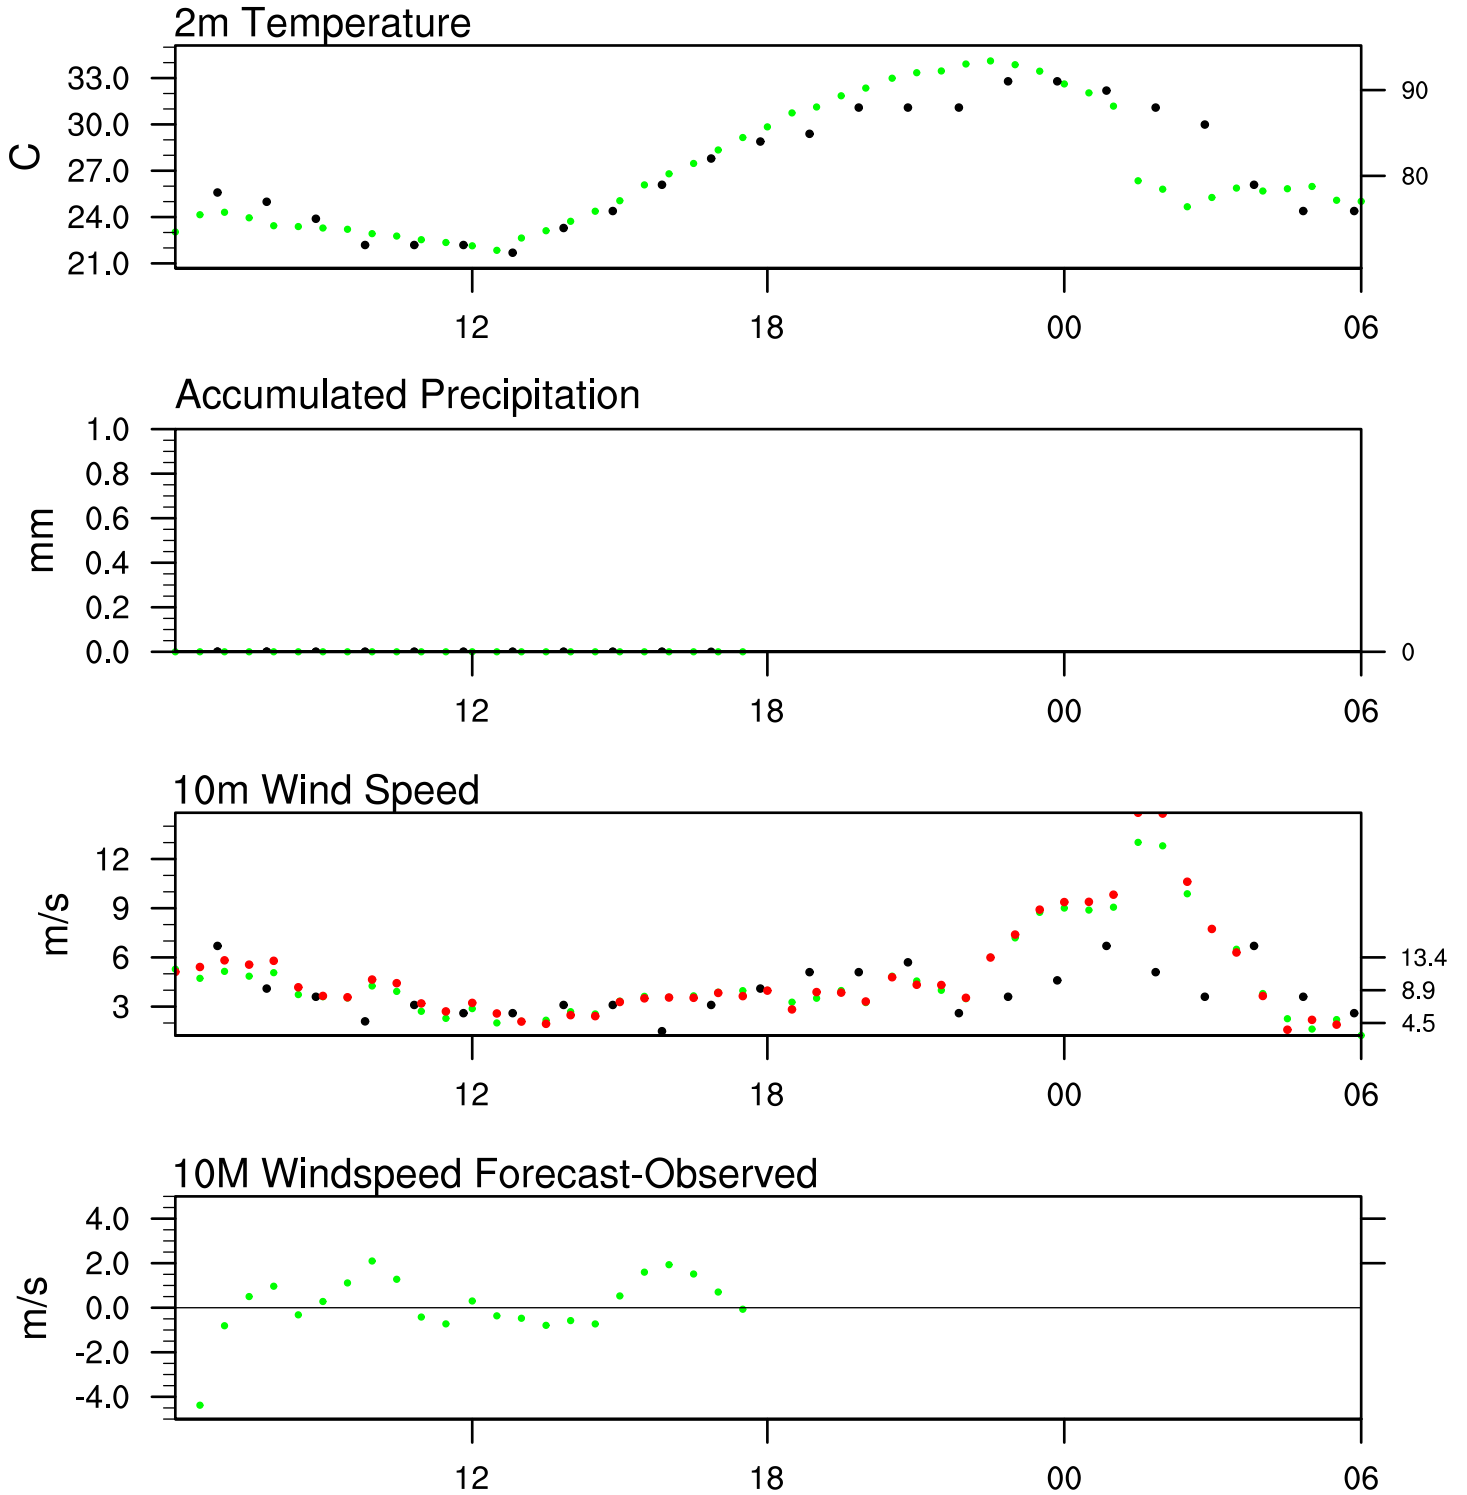 2m Temperature
33.0
30.0
27.0
24.0
21.0
C
90
80
12 18 00 06
Accumulated Precipitation
1.0
0.8
0.6
0.4
0.2
0.0
mm
0
12 18 00 06
10m Wind Speed
12
9
6
3
m/s
13.4
8.9
4.5
12 18 00 06
10M Windspeed Forecast-Observed
4.0
2.0
0.0
-2.0
-4.0
m/s
12 18 00 06